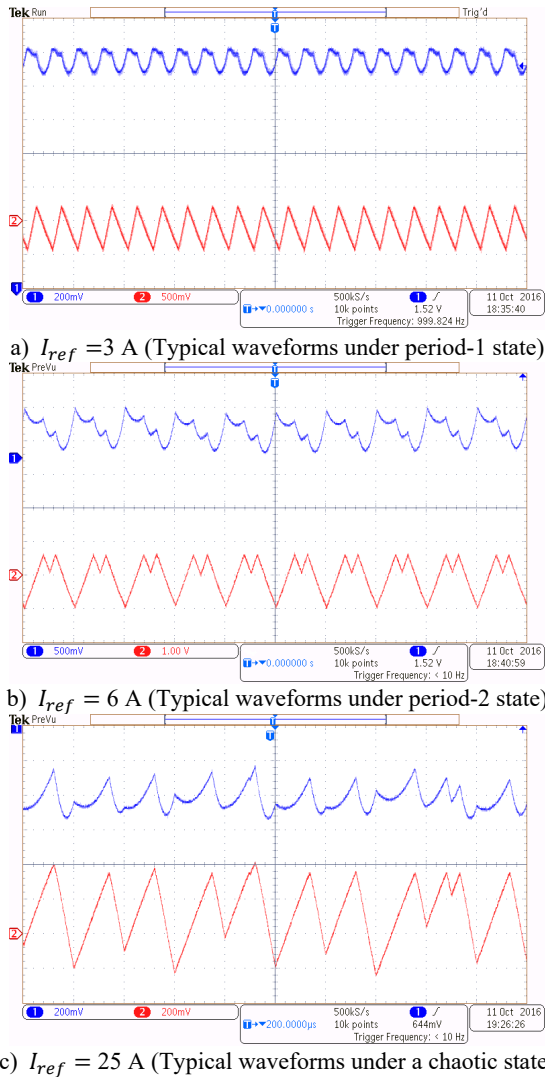 Tek Run Trig'd
T
T
2
1
1 200mV 2 500mV 500kS/s 1 ∫ 11 Oct 2016
T→▼0.000000 s 10k points 1.52 V 18:35:40
Trigger Frequency: 999.824 Hz
a) I_ref =3 A (Typical waveforms under period-1 state)
Tek PreVu
T
T
1
2
1 500mV 2 1.00 V 500kS/s 1 ∫ 11 Oct 2016
T→▼0.000000 s 10k points 1.52 V 18:40:59
Trigger Frequency: < 10 Hz
b) I_ref = 6 A (Typical waveforms under period-2 state)
Tek PreVu
T
1
T
2
1 200mV 2 200mV 500kS/s 1 ∫ 11 Oct 2016
T→▼200.0000µs 10k points 644mV 19:26:26
Trigger Frequency: < 10 Hz
c) I_ref = 25 A (Typical waveforms under a chaotic state